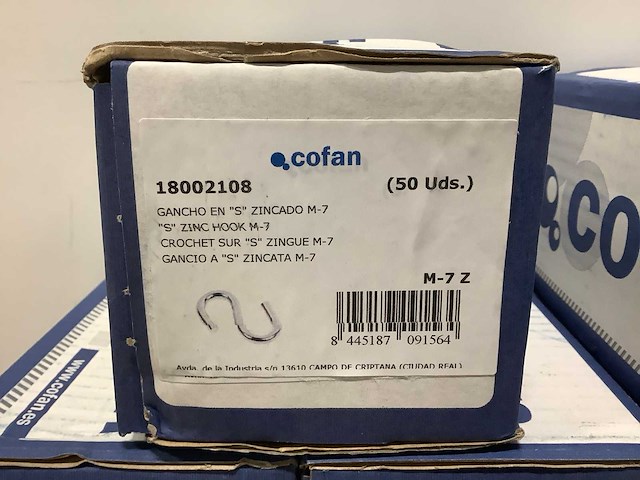 cofan
18002108 (50 Uds.)
GANCHO EN "S" ZINCADO M-7
"S" ZINC HOOK M-7
CROCHET SUR "S" ZINGUE M-7
GANCIO A "S" ZINCATA M-7
M-7 Z
8 445187 091564
Avda. de la Industria s/n 13610 CAMPO DE CRIPTANA (CIUDAD REAL)
www.cofan.es
co